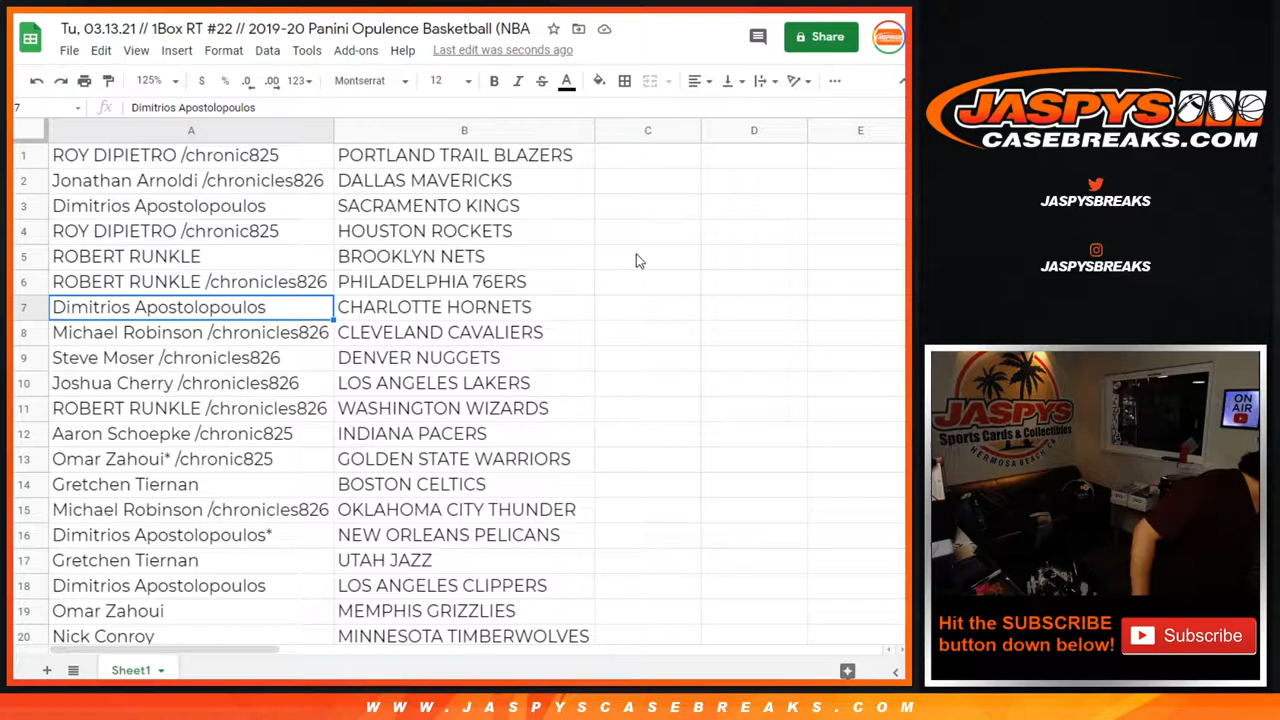 Tu, 03.13.21 // 1Box RT #22 // 2019-20 Panini Opulence Basketball (NBA
Share
File Edit View Insert Format Data Tools Add-ons Help Last edit was seconds ago
125% $ % .0 .00 123 Montserrat 12 B I S A
7 fx Dimitrios Apostolopoulos
A B C D E
1 ROY DIPIETRO /chronic825 PORTLAND TRAIL BLAZERS
2 Jonathan Arnoldi /chronicles826 DALLAS MAVERICKS
3 Dimitrios Apostolopoulos SACRAMENTO KINGS
4 ROY DIPIETRO /chronic825 HOUSTON ROCKETS
5 ROBERT RUNKLE BROOKLYN NETS
6 ROBERT RUNKLE /chronicles826 PHILADELPHIA 76ERS
7 Dimitrios Apostolopoulos CHARLOTTE HORNETS
8 Michael Robinson /chronicles826 CLEVELAND CAVALIERS
9 Steve Moser /chronicles826 DENVER NUGGETS
10 Joshua Cherry /chronicles826 LOS ANGELES LAKERS
11 ROBERT RUNKLE /chronicles826 WASHINGTON WIZARDS
12 Aaron Schoepke /chronic825 INDIANA PACERS
13 Omar Zahoui* /chronic825 GOLDEN STATE WARRIORS
14 Gretchen Tiernan BOSTON CELTICS
15 Michael Robinson /chronicles826 OKLAHOMA CITY THUNDER
16 Dimitrios Apostolopoulos* NEW ORLEANS PELICANS
17 Gretchen Tiernan UTAH JAZZ
18 Dimitrios Apostolopoulos LOS ANGELES CLIPPERS
19 Omar Zahoui MEMPHIS GRIZZLIES
20 Nick Conroy MINNESOTA TIMBERWOLVES
Sheet1
JASPYS
CASEBREAKS.COM
JASPYSBREAKS
JASPYSBREAKS
JASPYS
Sports Cards & Collectibles
HERMOSA BEACH, CA
ON
AIR
Hit the SUBSCRIBE
button down below!
Subscribe
WWW.JASPYSCASEBREAKS.COM